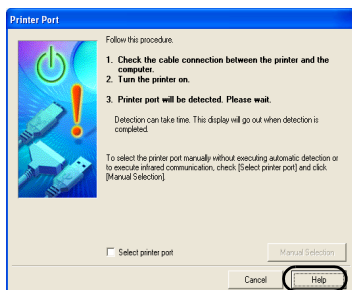 Printer Port
Follow this procedure.
1. Check the cable connection between the printer and the
computer.
2. Turn the printer on.
3. Printer port will be detected. Please wait.
Detection can take time. This display will go out when detection is
completed.
To select the printer port manually without executing automatic detection or
to execute infrared communication, check [Select printer port] and click
[Manual Selection].
Select printer port
Manual Selection
Cancel
Help